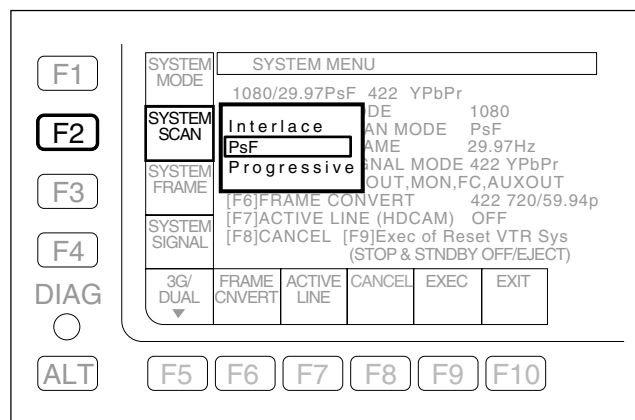 F1
F2
F3
F4
DIAG
ALT
SYSTEM
MODE
SYSTEM
SCAN
SYSTEM
FRAME
SYSTEM
SIGNAL
SYSTEM MENU
1080/29.97PsF 422 YPbPr
DE 1080
AN MODE PsF
AME 29.97Hz
GNAL MODE 422 YPbPr
OUT,MON,FC,AUXOUT
[F6]FRAME CONVERT 422 720/59.94p
[F7]ACTIVE LINE (HDCAM) OFF
[F8]CANCEL [F9]Exec of Reset VTR Sys
(STOP & STNDBY OFF/EJECT)
Interlace
PsF
Progressive
3G/
DUAL
FRAME
CNVERT
ACTIVE
LINE
CANCEL
EXEC
EXIT
F5 F6 F7 F8 F9 F10